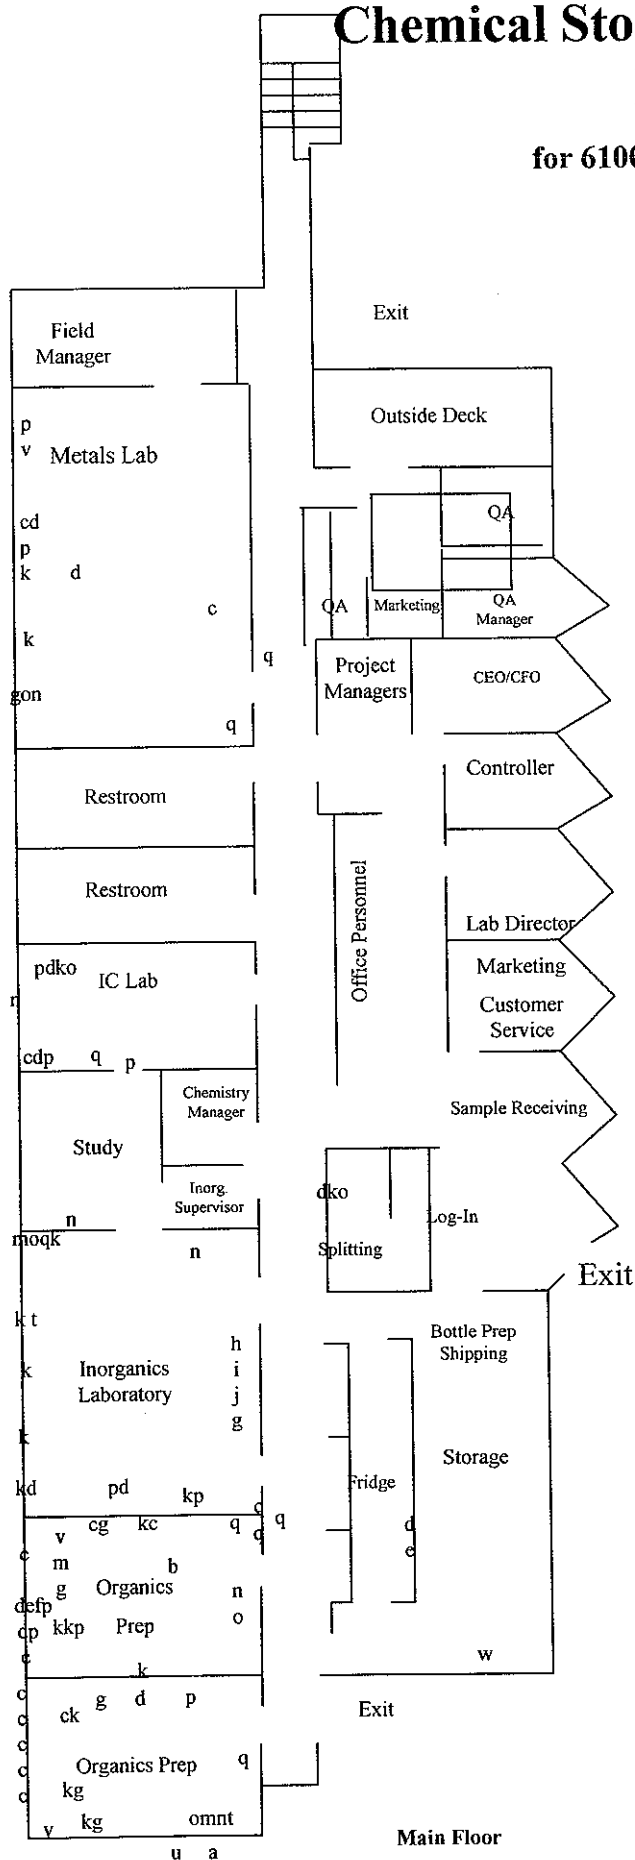 Chemical Sto
for 6100
Exit
Field
Manager
Outside Deck
p
v
Metals Lab
QA
cd
p
k
d
c
QA
Marketing
QA
Manager
k
q
Project
Managers
CEO/CFO
gon
q
Controller
Restroom
Office Personnel
Restroom
Lab Director
pdko
IC Lab
Marketing
n
Customer
Service
cdp
q
p
Chemistry
Manager
Sample Receiving
Study
Inorg.
Supervisor
dko
Log-In
n
moqk
n
Splitting
Exit
k t
Bottle Prep
Shipping
h
k
Inorganics
Laboratory
i
j
g
k
Storage
Fridge
kd
pd
kp
q
cg
kc
q
q
q
d
v
c
m
b
e
g
Organics
n
defp
o
dp
kkp
Prep
c
w
k
c
g
d
p
Exit
ck
c
c
Organics Prep
q
c
kg
c
omnt
kg
v
Main Floor
u
a